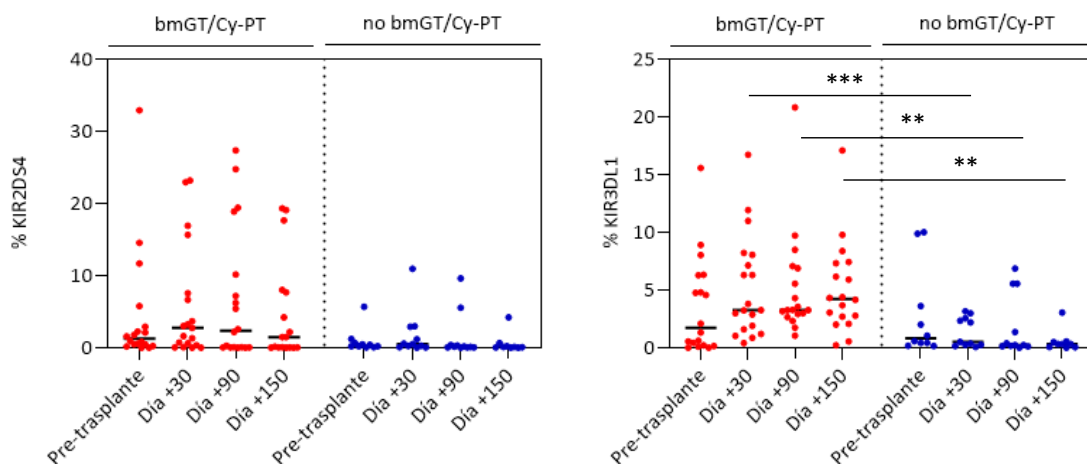 bmGT/Cy-PT
no bmGT/Cy-PT
% KIR2DS4
40
30
20
10
0
Pre-trasplante
Día +30
Día +90
Día +150
Pre-trasplante
Día +30
Día +90
Día +150
bmGT/Cy-PT
no bmGT/Cy-PT
% KIR3DL1
25
20
15
10
5
0
***
**
**
Pre-trasplante
Día +30
Día +90
Día +150
Pre-trasplante
Día +30
Día +90
Día +150